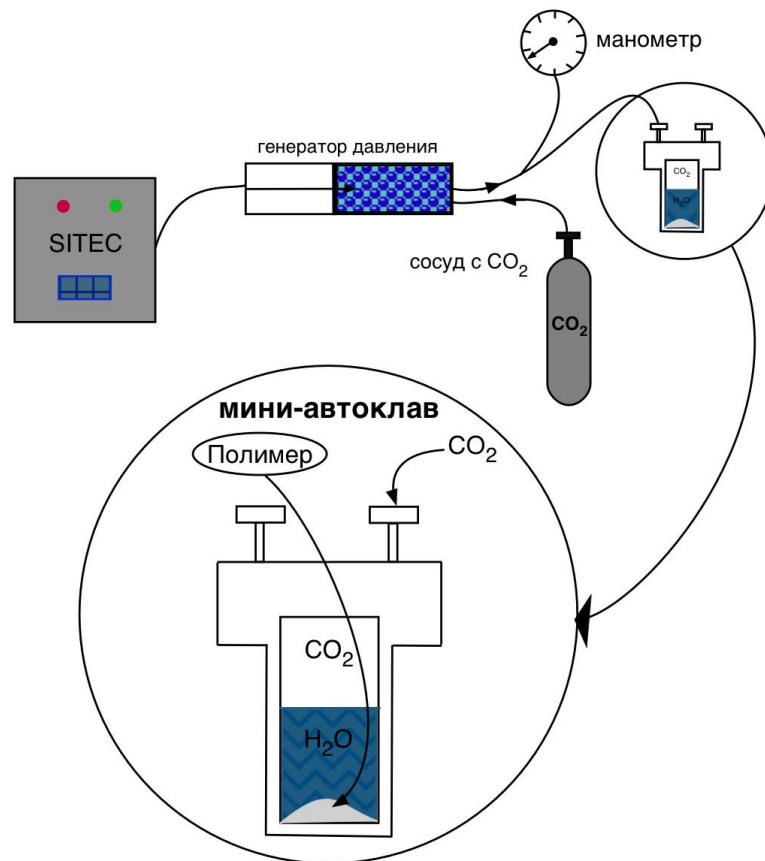 манометр
генератор давления
CO₂
H₂O
SITEC
сосуд с CO₂
CO₂
мини-автоклав
Полимер
CO₂
CO₂
H₂O